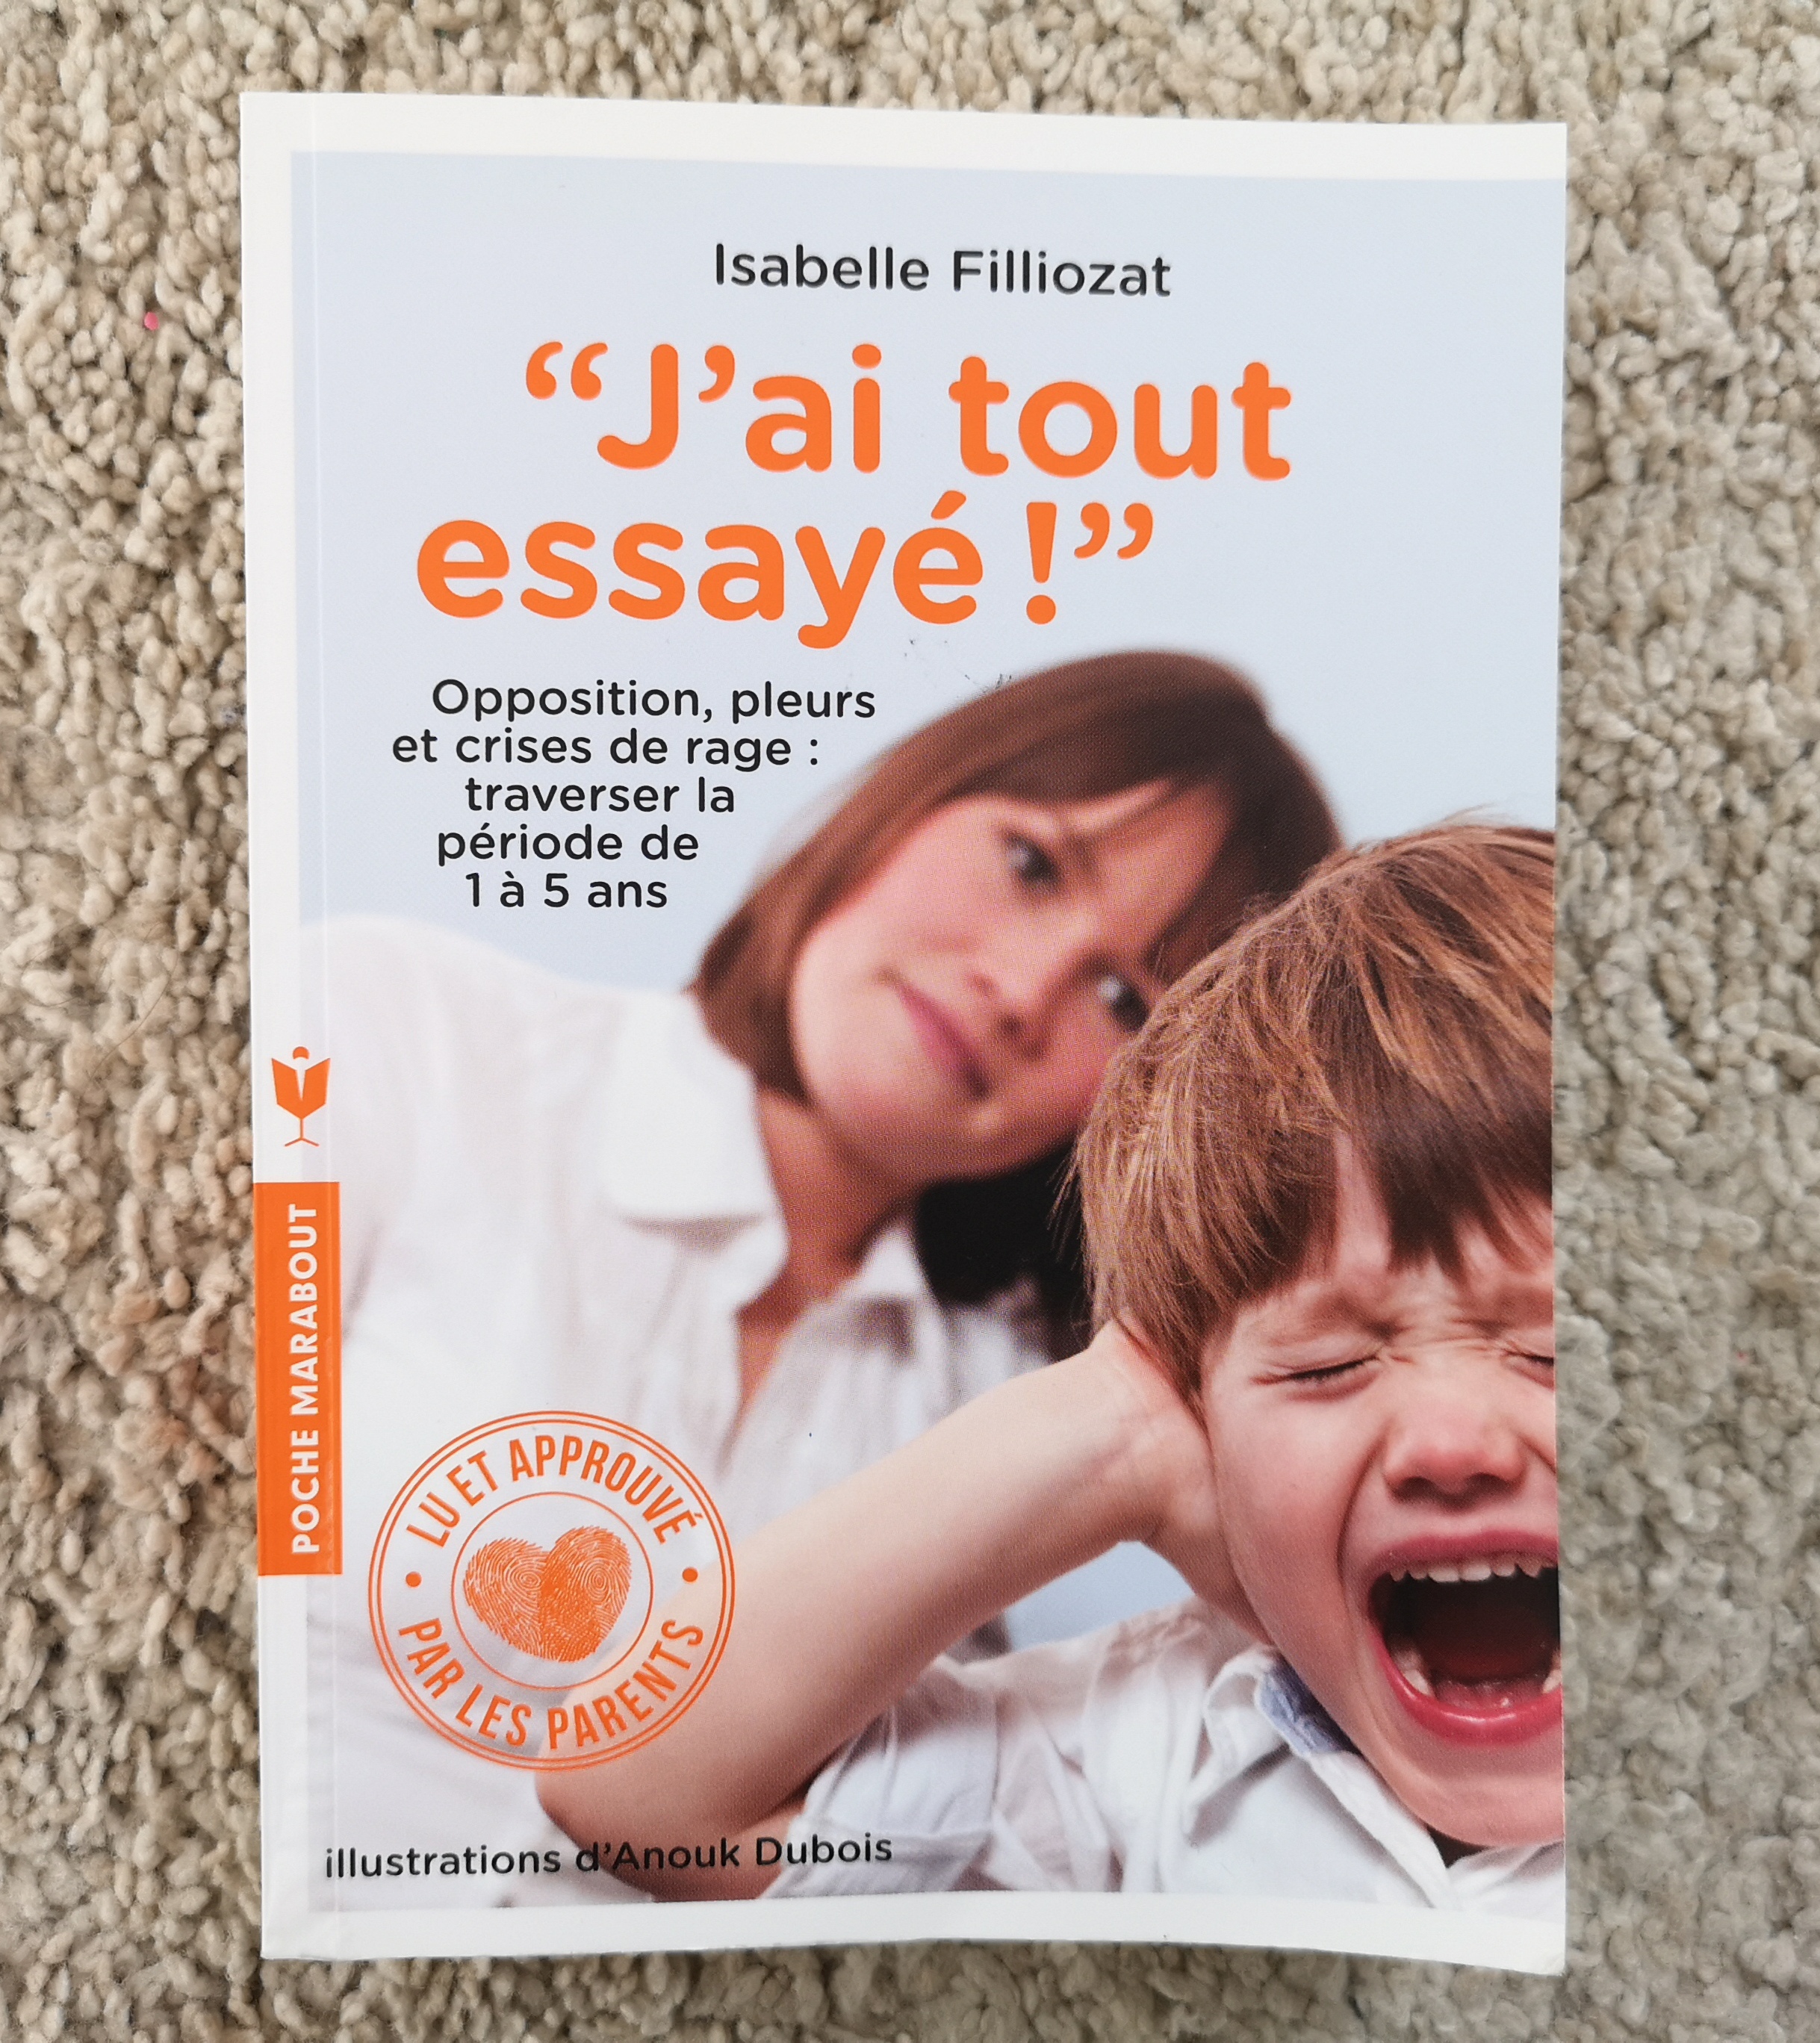 Isabelle Filliozat
“J’ai tout
essayé !”
Opposition, pleurs
et crises de rage :
traverser la
période de
1 à 5 ans
POCHE MARABOUT
LU ET APPROUVÉ
PAR LES PARENTS
illustrations d’Anouk Dubois